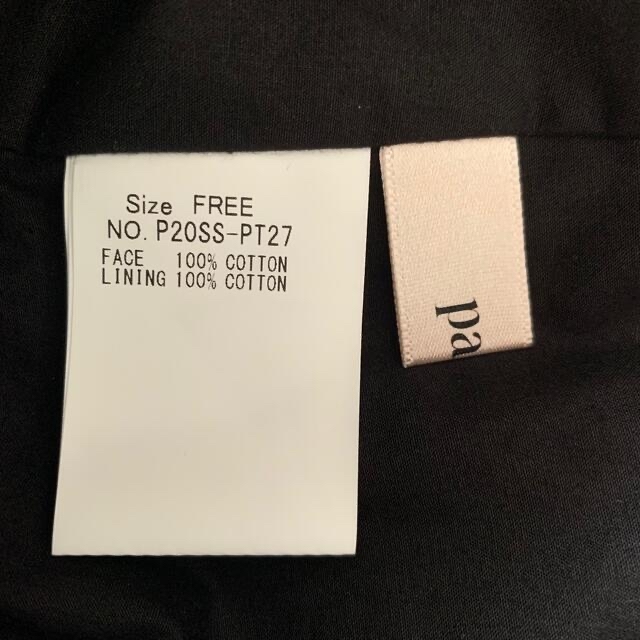 Size FREE
NO. P20SS-PT27
FACE 100% COTTON
LINING 100% COTTON
pa